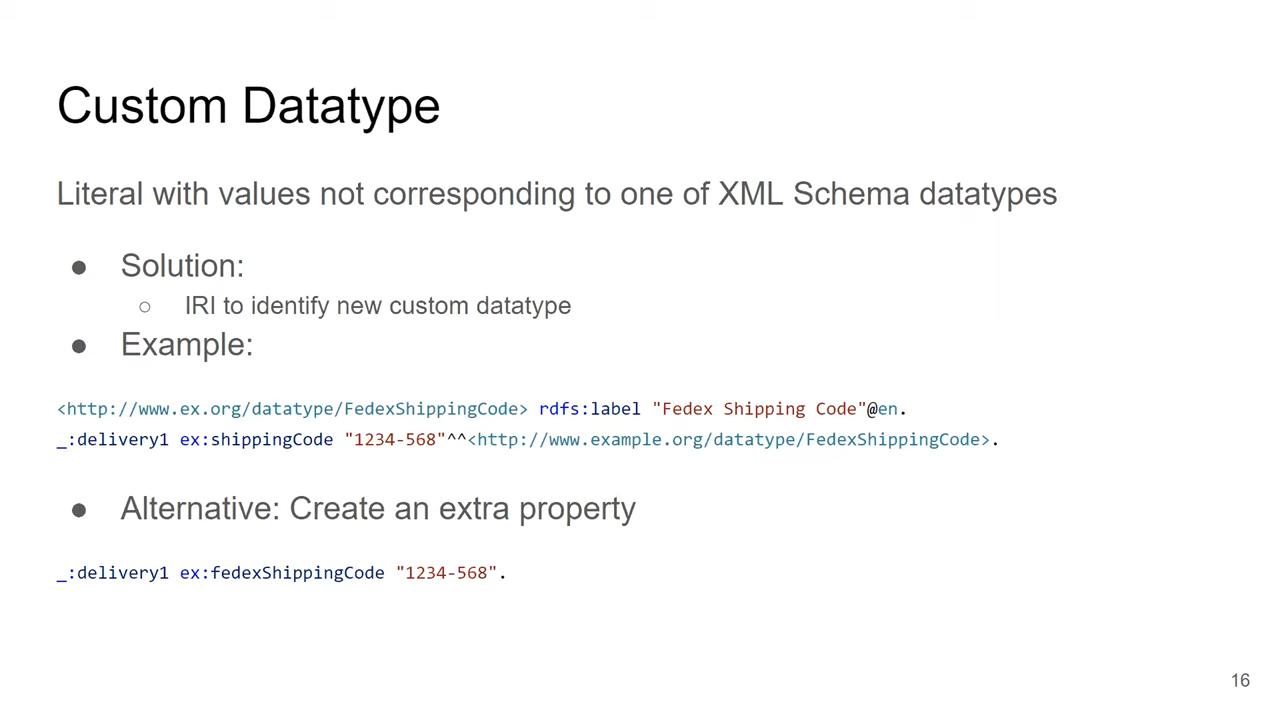 Custom Datatype
Literal with values not corresponding to one of XML Schema datatypes
● Solution:
○ IRI to identify new custom datatype
● Example:
<http://www.ex.org/datatype/FedexShippingCode> rdfs:label "Fedex Shipping Code"@en.
_:delivery1 ex:shippingCode "1234-568"^^<http://www.example.org/datatype/FedexShippingCode>.
● Alternative: Create an extra property
_:delivery1 ex:fedexShippingCode "1234-568".
16